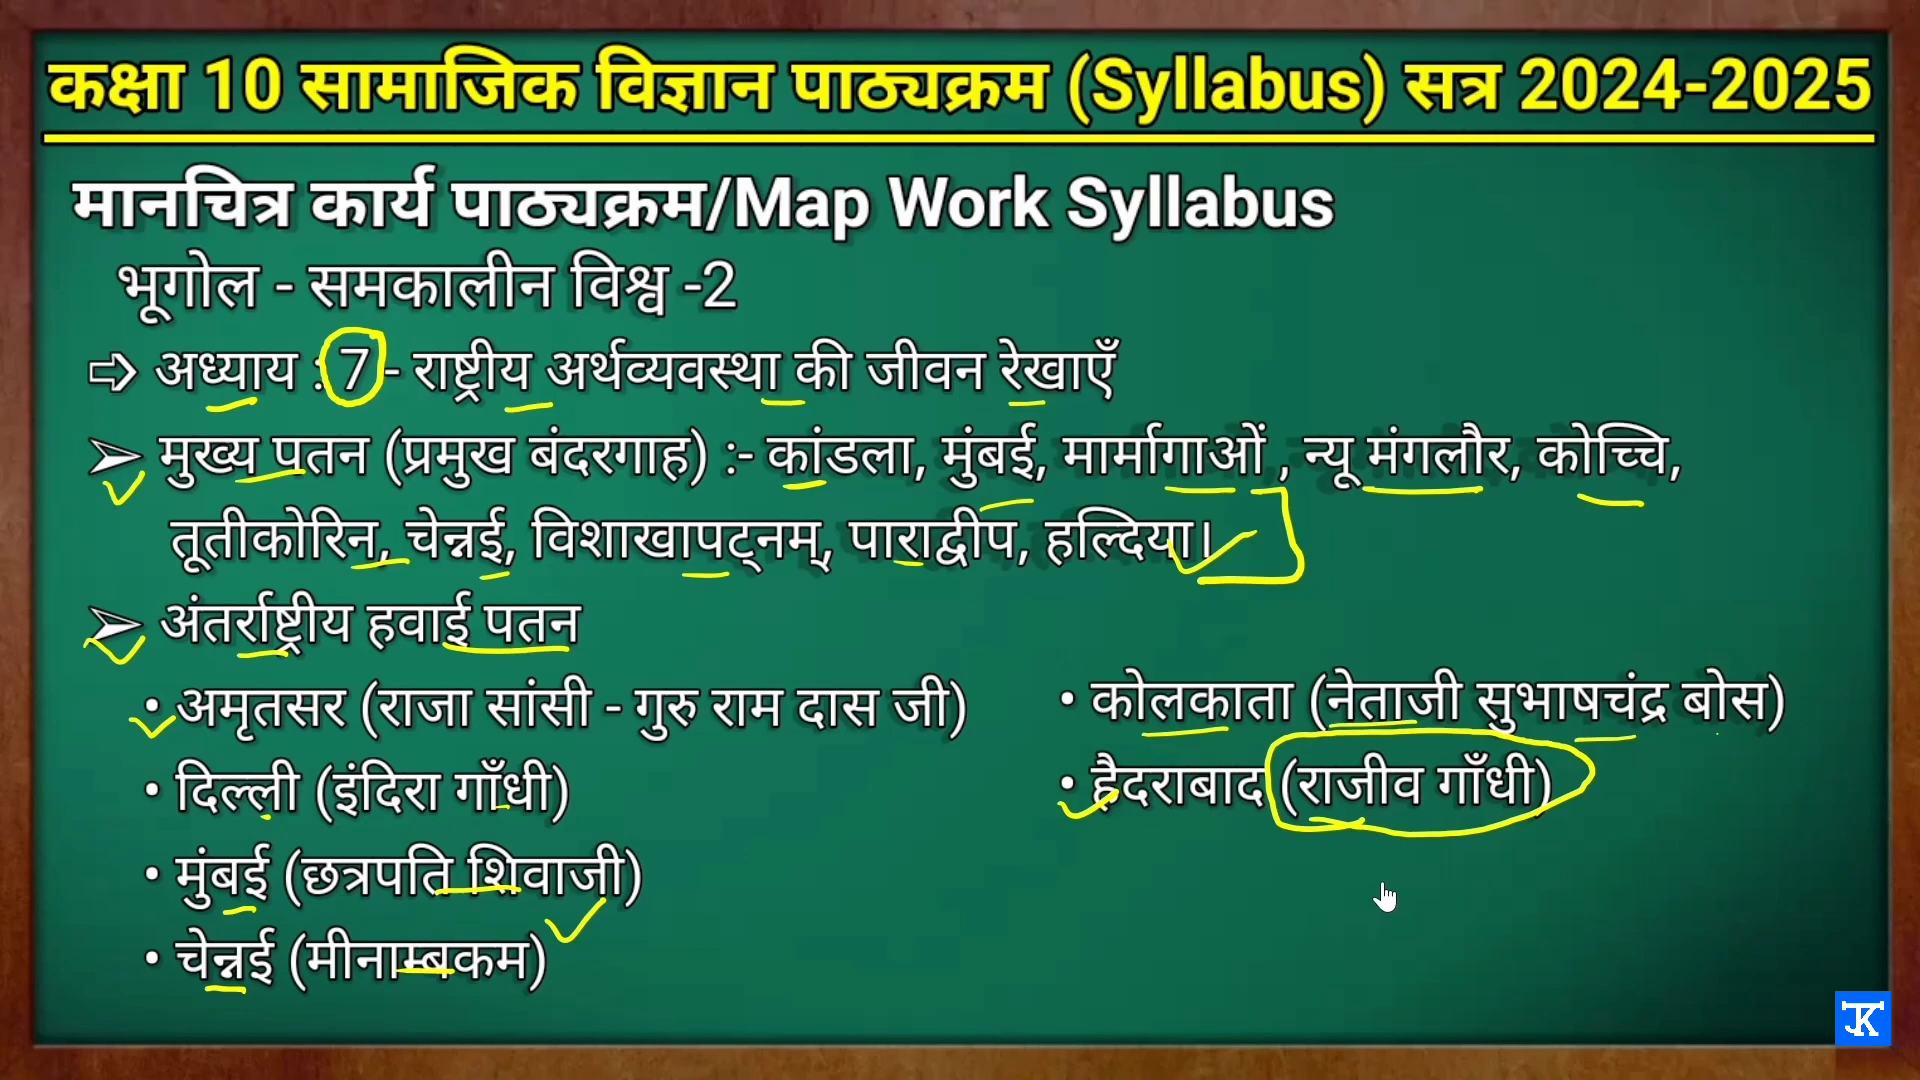 कक्षा 10 सामाजिक विज्ञान पाठ्यक्रम (Syllabus) सत्र 2024-2025
मानचित्र कार्य पाठ्यक्रम/Map Work Syllabus
भूगोल - समकालीन विश्व -2
⇨ अध्याय : 7 - राष्ट्रीय अर्थव्यवस्था की जीवन रेखाएँ
➢ मुख्य पतन (प्रमुख बंदरगाह) :- कांडला, मुंबई, मार्मागाओं , न्यू मंगलौर, कोच्चि,
तूतीकोरिन, चेन्नई, विशाखापट्नम्, पाराद्वीप, हल्दिया।
➢ अंतर्राष्ट्रीय हवाई पतन
• अमृतसर (राजा सांसी - गुरु राम दास जी)
• दिल्ली (इंदिरा गाँधी)
• मुंबई (छत्रपति शिवाजी)
• चेन्नई (मीनाम्बकम)
• कोलकाता (नेताजी सुभाषचंद्र बोस)
• हैदराबाद (राजीव गाँधी)
JK